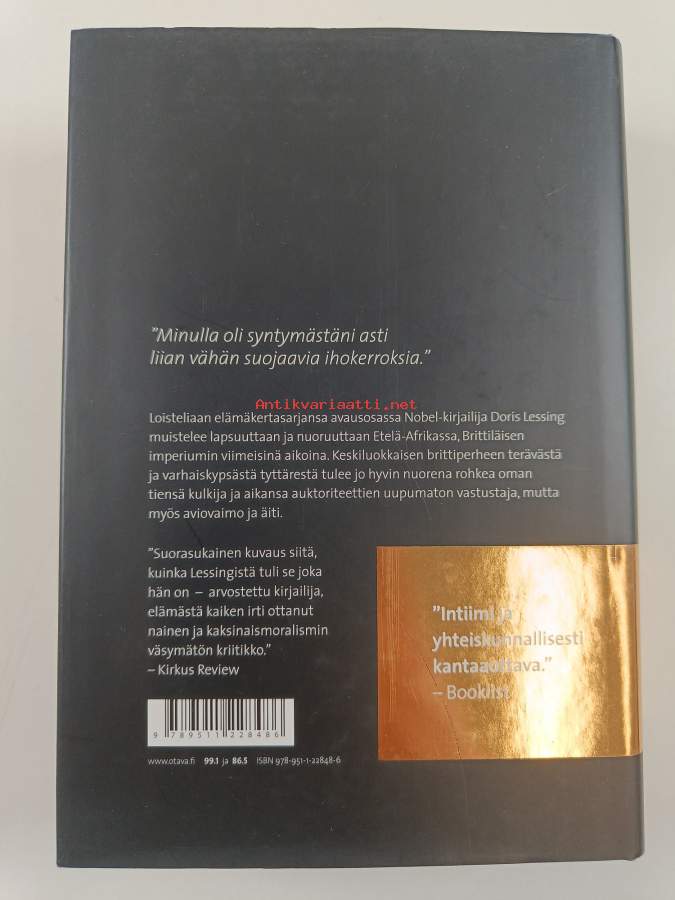 ”Minulla oli syntymästäni asti
liian vähän suojaavia ihokerroksia.”
Antikvariaatti.net
Loisteliaan elämäkertasarjansa avausosassa Nobel-kirjailija Doris Lessing
muistelee lapsuuttaan ja nuoruuttaan Etelä-Afrikassa, Brittiläisen
imperiumin viimeisinä aikoina. Keskiluokkaisen brittiperheen terävästä
ja varhaiskypsästä tyttärestä tulee jo hyvin nuorena rohkea oman
tiensä kulkija ja aikansa auktoriteettien uupumaton vastustaja, mutta
myös aviovaimo ja äiti.
”Suorasukainen kuvaus siitä,
kuinka Lessingistä tuli se joka
hän on – arvostettu kirjailija,
elämästä kaiken irti ottanut
nainen ja kaksinaismoralismin
väsymätön kriitikko.”
– Kirkus Review
”Intiimi ja
yhteiskunnallisesti
kantaaottava.”
– Booklist
9 789511 228486
www.otava.fi 99.1 ja 86.5 ISBN 978-951-1-22848-6